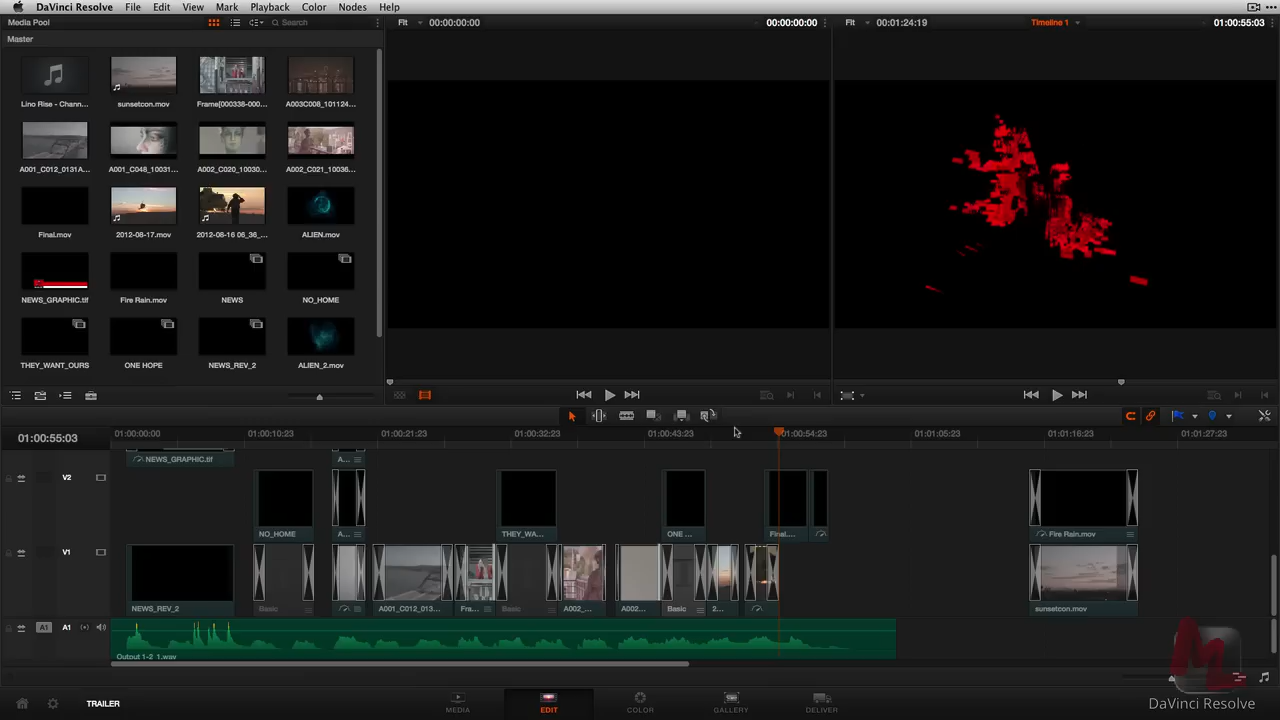 DaVinci Resolve File Edit View Mark Playback Color Nodes Help
Media Pool Search Fit 00:00:00:00 00:00:00:00 Fit 00:01:24:19 Timeline 1 01:00:55:03
Master
Lino Rise - Chann... sunsetcon.mov Frame[000338-000... A003C008_101124...
A001_C012_0131A... A001_C048_10031... A002_C020_10030... A002_C021_10036...
Final.mov 2012-08-17.mov 2012-08-16 06_36_... ALIEN.mov
NEWS_GRAPHIC.tif Fire Rain.mov NEWS NO_HOME
THEY_WANT_OURS ONE HOPE NEWS_REV_2 ALIEN_2.mov
01:00:55:03 01:00:00:00 01:00:10:23 01:00:21:23 01:00:32:23 01:00:43:23 01:00:54:23 01:01:05:23 01:01:16:23 01:01:27:23
NEWS_GRAPHIC.tif A...
V2
NO_HOME A... THEY_WA... ONE ... Final.... Fire Rain.mov
V1
NEWS_REV_2 Basic A001_C012_013... Fra... Basic A002_... A002... Basic 2... sunsetcon.mov
A1 A1
Output 1-2_1.wav
TRAILER MEDIA EDIT COLOR GALLERY DELIVER
DaVinci Resolve